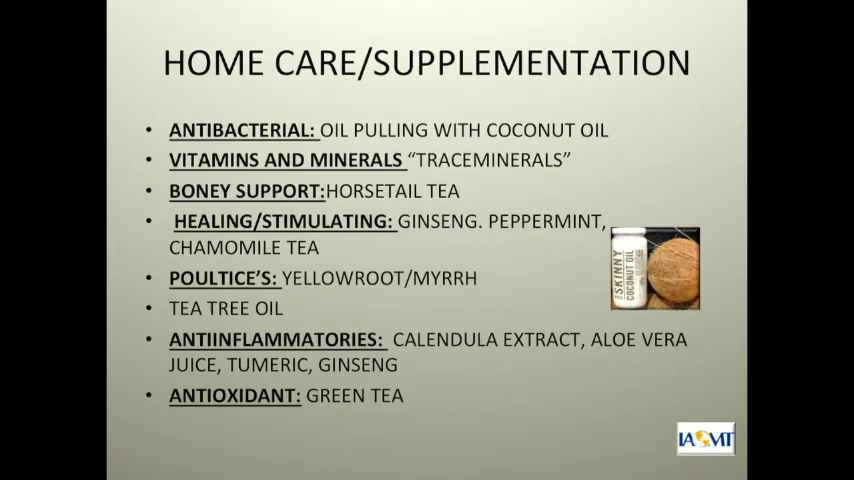 HOME CARE/SUPPLEMENTATION
• ANTIBACTERIAL: OIL PULLING WITH COCONUT OIL
• VITAMINS AND MINERALS “TRACEMINERALS”
• BONEY SUPPORT:HORSETAIL TEA
• HEALING/STIMULATING: GINSENG. PEPPERMINT,
CHAMOMILE TEA
• POULTICE’S: YELLOWROOT/MYRRH
• TEA TREE OIL
• ANTIINFLAMMATORIES: CALENDULA EXTRACT, ALOE VERA
JUICE, TUMERIC, GINSENG
• ANTIOXIDANT: GREEN TEA
SKINNY
COCONUT OIL
IAOMT